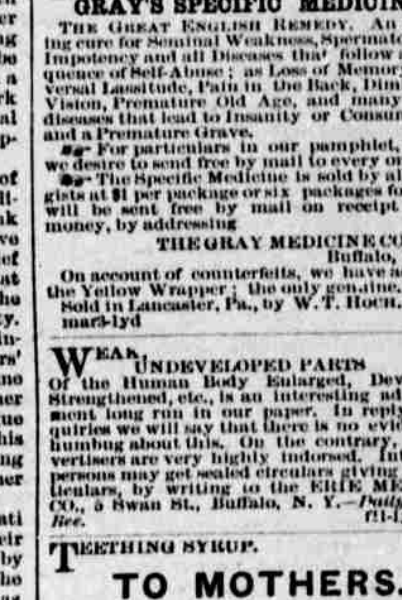 GRAY'S SPECIFIC MEDICIN
THE GREAT ENGLISH REMEDY. An
ing cure for Seminal Weakness, Spermato
Impotency and all Diseases that follow a
quence of Self-Abuse; as Loss of Memor
versal Lassitude, Pain in the Back, Dim
Vision, Premature Old Age, and many
diseases that lead to Insanity or Consum
and a Premature Grave.
For particulars in our pamphlet,
we desire to send free by mail to every o
The Specific Medicine is sold by al
gists at $1 per package or six packages fo
will be sent free by mail on receipt
money, by addressing
THE GRAY MEDICINE CO
Buffalo,
On account of counterfeits, we have a
the Yellow Wrapper; the only genuine.
Sold in Lancaster, Pa., by W. T. HOCH.
mar3-lyd
WEAK,
UNDEVELOPED PARTS
Of the Human Body Enlarged, Dev
Strengthened, etc., is an interesting ad
ment long run in our paper. In reply
quiries we will say that there is no evid
humbug about this. On the contrary,
vertisers are very highly indorsed. Int
persons may get sealed circulars giving
ticulars, by writing to the ERIE ME
CO., 5 Swan St., Buffalo, N. Y.—Daily
Bee.
TEETHING SYRUP.
TO MOTHERS.